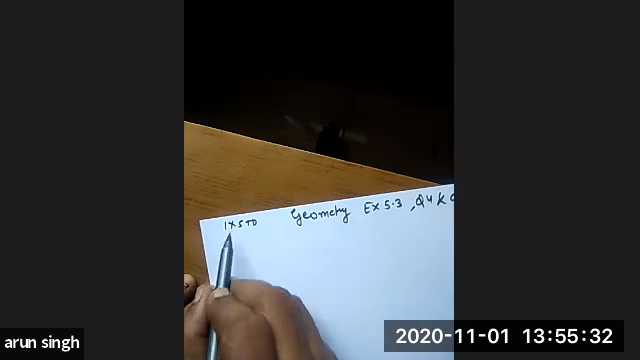 IX STD Geometry Ex 5.3, Q4 K
arun singh
2020-11-01 13:55:32